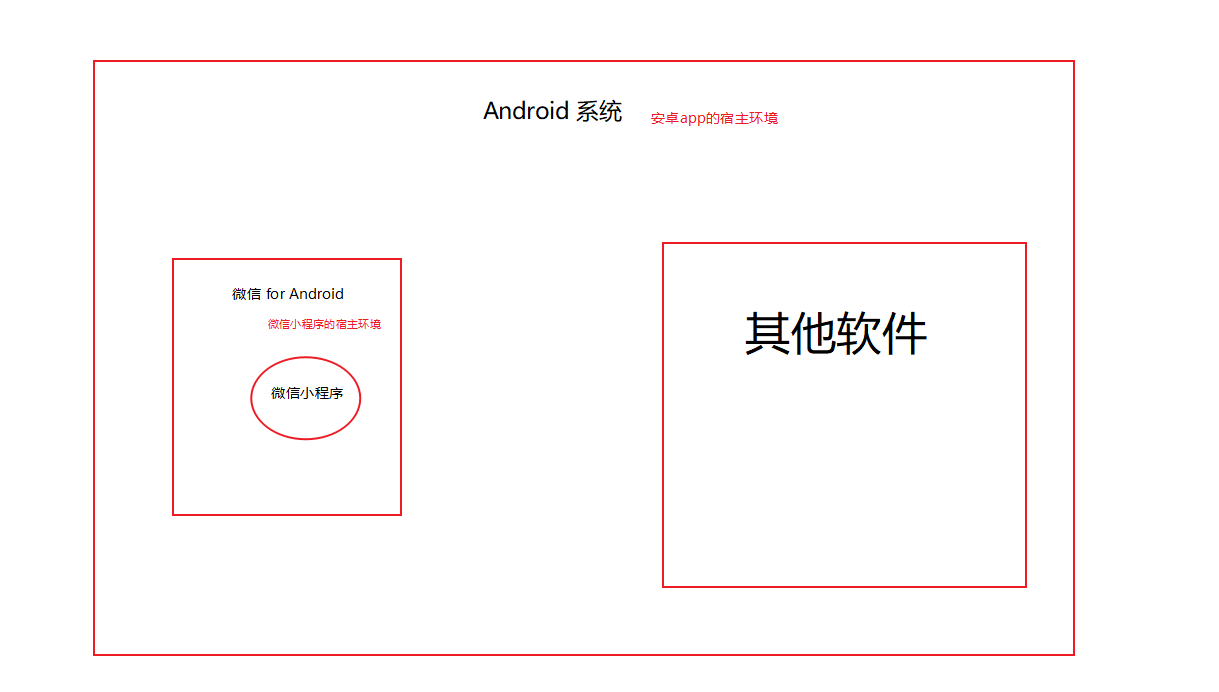 Android 系统
安卓app的宿主环境
微信 for Android
微信小程序的宿主环境
微信小程序
其他软件